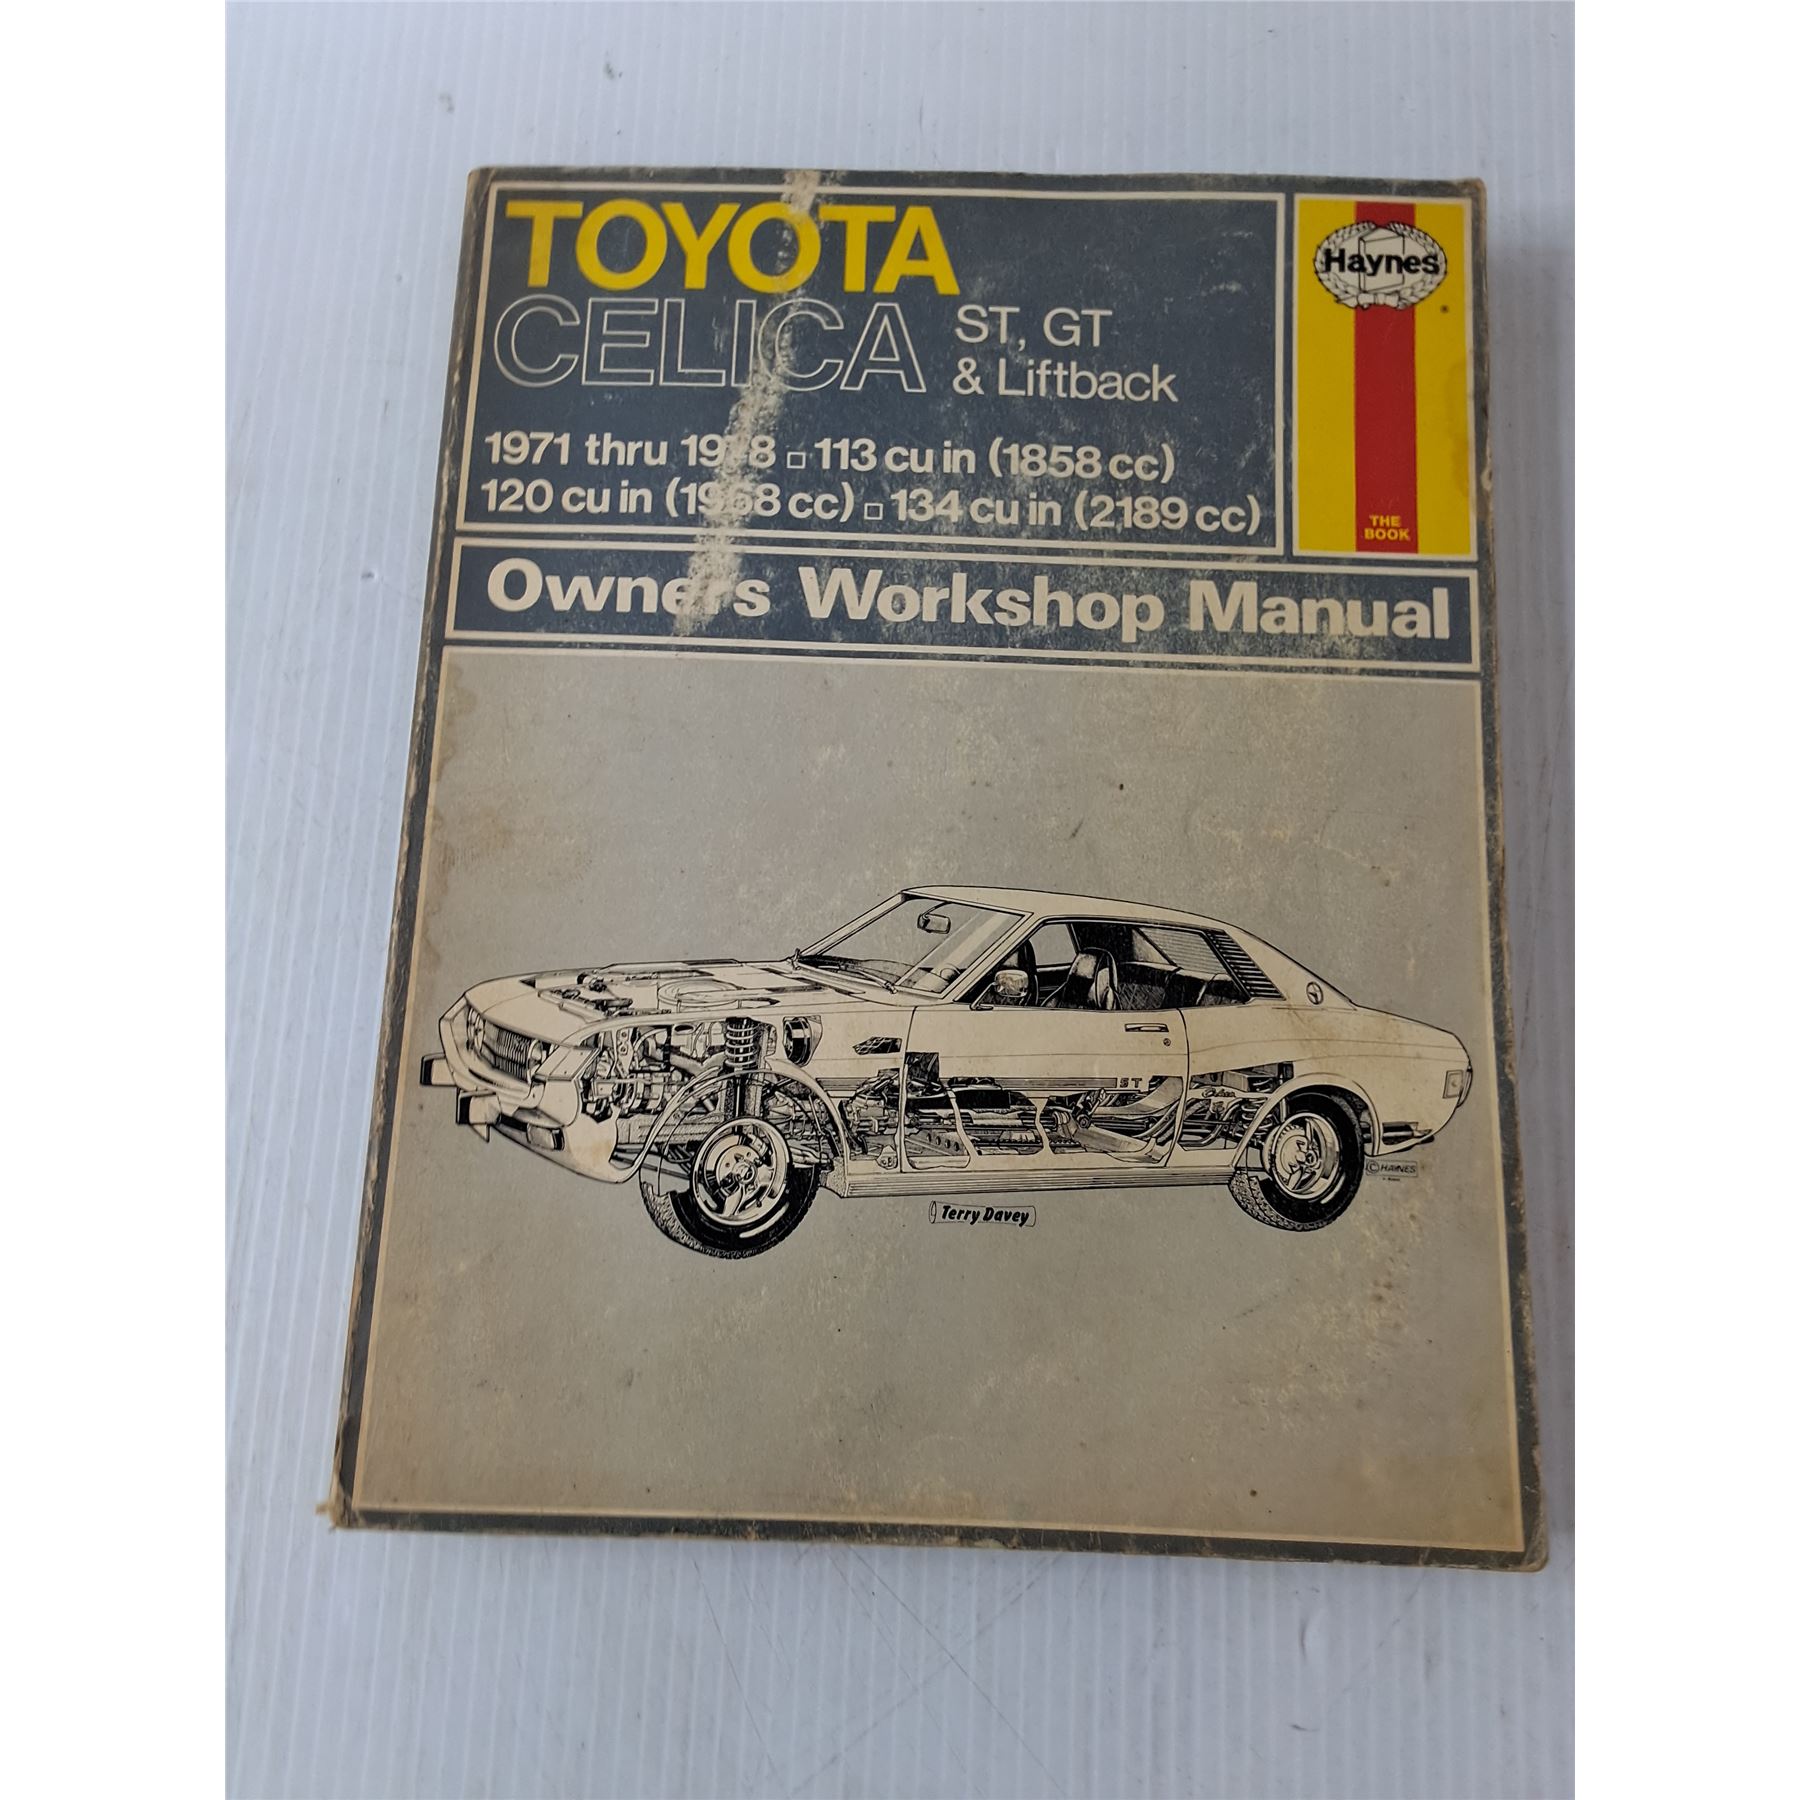 TOYOTA
CELICA
ST, GT
& Liftback
1971 thru 1978 □ 113 cu in (1858 cc)
120 cu in (1968 cc) □ 134 cu in (2189 cc)
Haynes
®
THE
BOOK
Owners Workshop Manual
ST
Celica
© HAYNES
Terry Davey